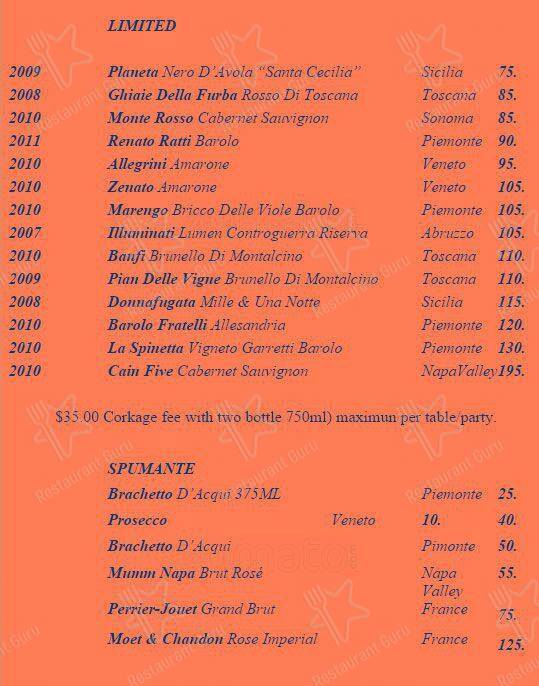 LIMITED
2009 Planeta Nero D’Avola “Santa Cecilia” Sicilia 75.
2008 Ghiaie Della Furba Rosso Di Toscana Toscana 85.
2010 Monte Rosso Cabernet Sauvignon Sonoma 85.
2011 Renato Ratti Barolo Piemonte 90.
2010 Allegrini Amarone Veneto 95.
2010 Zenato Amarone Veneto 105.
2010 Marengo Bricco Delle Viole Barolo Piemonte 105.
2007 Illuminati Lumen Controguerra Riserva Abruzzo 105.
2010 Banfi Brunello Di Montalcino Toscana 110.
2009 Pian Delle Vigne Brunello Di Montalcino Toscana 110.
2008 Donnafugata Mille & Una Notte Sicilia 115.
2010 Barolo Fratelli Allesandria Piemonte 120.
2010 La Spinetta Vigneto Garretti Barolo Piemonte 130.
2010 Cain Five Cabernet Sauvignon NapaValley 195.
$35.00 Corkage fee with two bottle 750ml) maximun per table/party.
SPUMANTE
Brachetto D’Acqui 375ML Piemonte 25.
Prosecco Veneto 10. 40.
Brachetto D’Acqui Pimonte 50.
Mumm Napa Brut Rosé Napa Valley 55.
Perrier-Jouet Grand Brut France 75.
Moet & Chandon Rose Imperial France 125.
Restaurant Guru